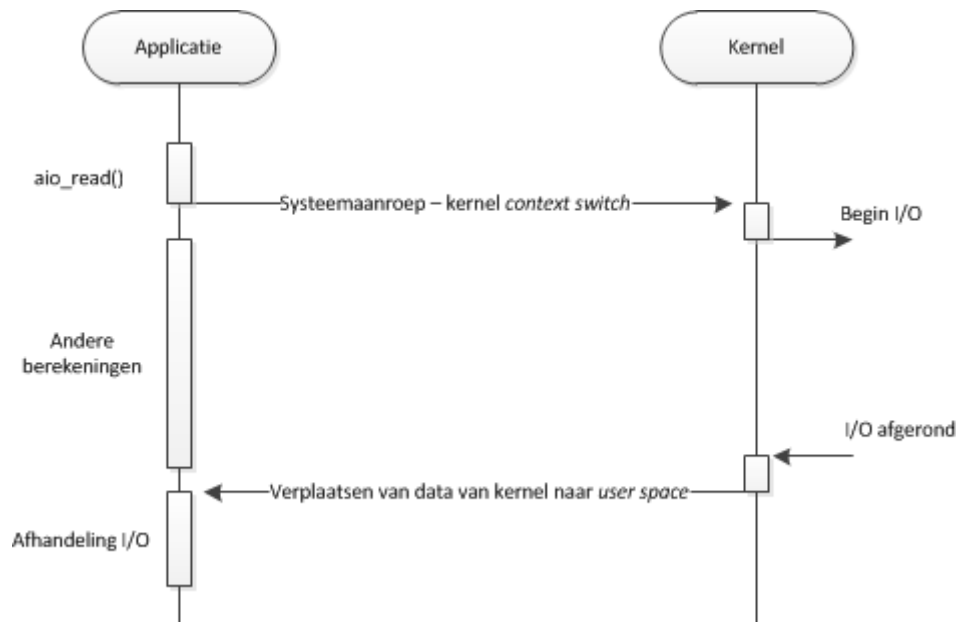 Applicatie
Kernel
aio_read()
Systeemaanroep – kernel context switch
Begin I/O
Andere
berekeningen
I/O afgerond
Verplaatsen van data van kernel naar user space
Afhandeling I/O